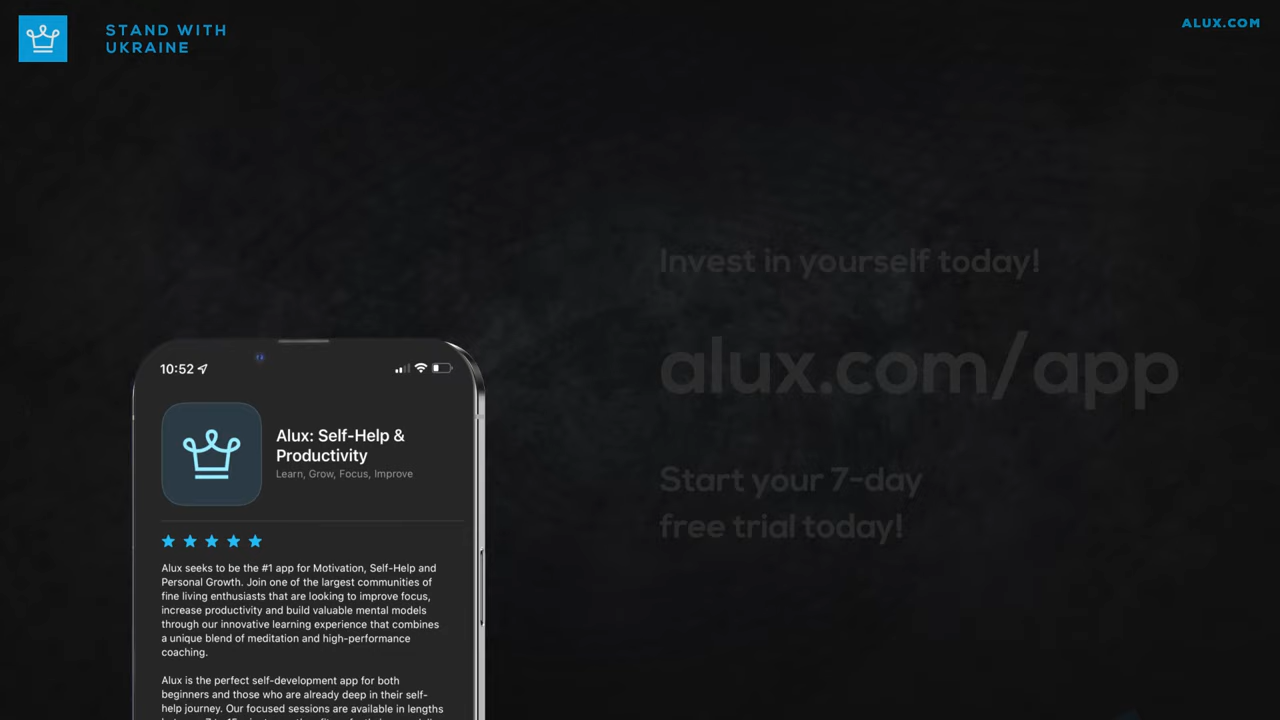 STAND WITH
UKRAINE
ALUX.COM
Invest in yourself today!
alux.com/app
Start your 7-day
free trial today!
10:52
Alux: Self-Help &
Productivity
Learn, Grow, Focus, Improve
Alux seeks to be the #1 app for Motivation, Self-Help and
Personal Growth. Join one of the largest communities of
fine living enthusiasts that are looking to improve focus,
increase productivity and build valuable mental models
through our innovative learning experience that combines
a unique blend of meditation and high-performance
coaching.
Alux is the perfect self-development app for both
beginners and those who are already deep in their self-
help journey. Our focused sessions are available in lengths